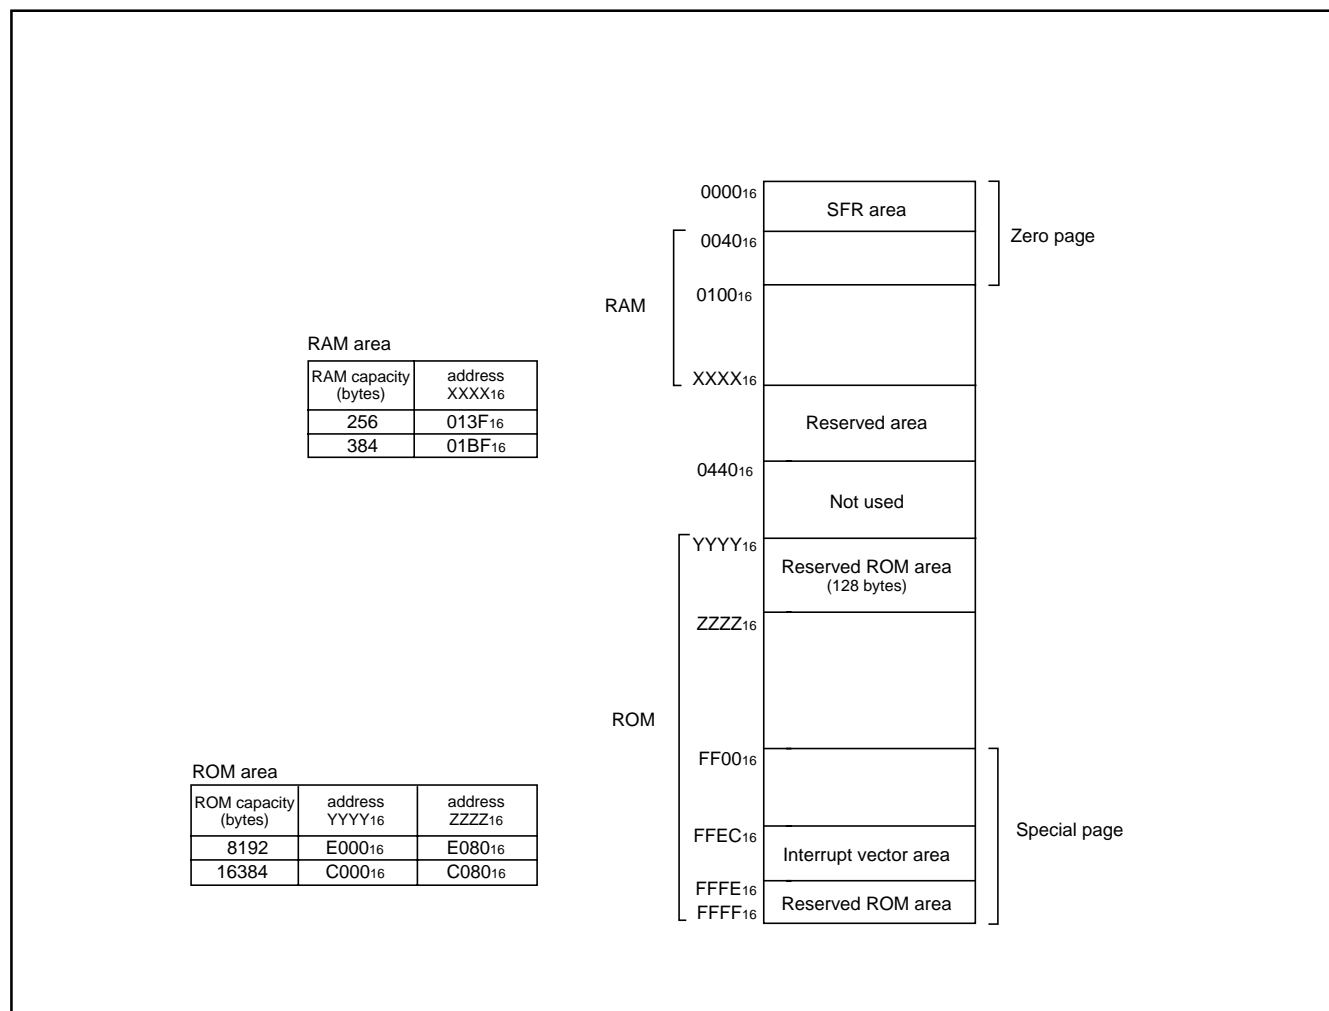 000016
SFR area
Zero page
004016
010016
RAM
XXXX16
RAM area
RAM capacity (bytes)
address XXXX16
256
013F16
384
01BF16
Reserved area
044016
Not used
YYYY16
Reserved ROM area
(128 bytes)
ZZZZ16
ROM
FF0016
ROM area
ROM capacity (bytes)
address YYYY16
address ZZZZ16
8192
E00016
E08016
16384
C00016
C08016
FFEC16
Special page
Interrupt vector area
FFFE16
Reserved ROM area
FFFF16